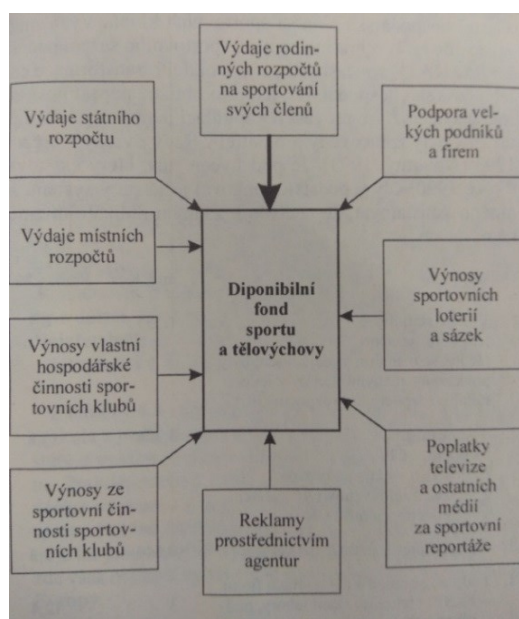 Výdaje rodin-
ných rozpočtů
na sportování
svých členů
Výdaje státního
rozpočtu
Podpora vel-
kých podniků
a firem
Výdaje místních
rozpočtů
Diponibilní
fond
sportu
a tělovýchovy
Výnosy
sportovních
loterií
a sázek
Výnosy vlastní
hospodářské
činnosti spor-
tovních klubů
Výnosy ze
sportovní čin-
nosti sportov-
ních klubů
Reklamy
prostřednictvím
agentur
Poplatky
televize
a ostatních
médií
za sportovní
reportáže